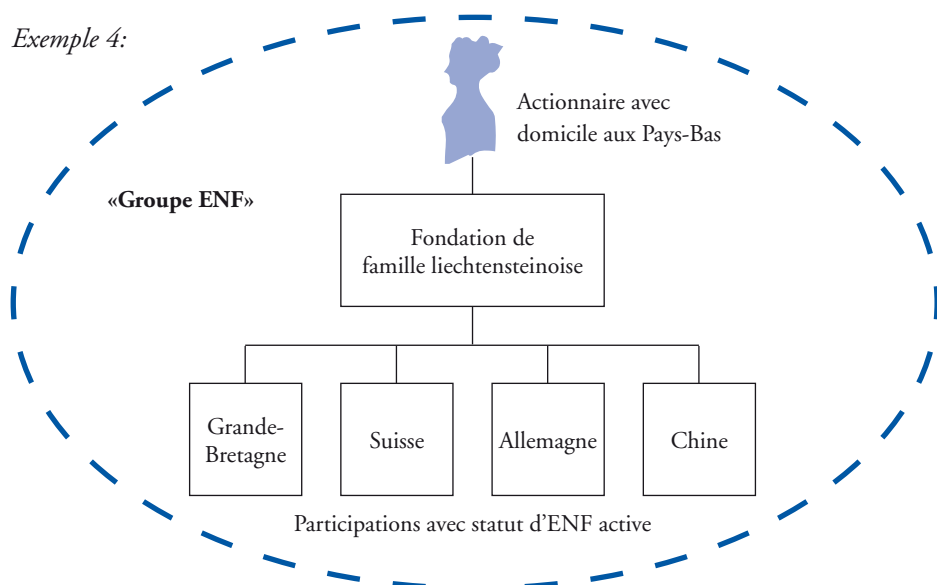 Exemple 4:
Actionnaire avec
domicile aux Pays-Bas
«Groupe ENF»
Fondation de
famille liechtensteinoise
Grande-
Bretagne
Suisse
Allemagne
Chine
Participations avec statut d’ENF active